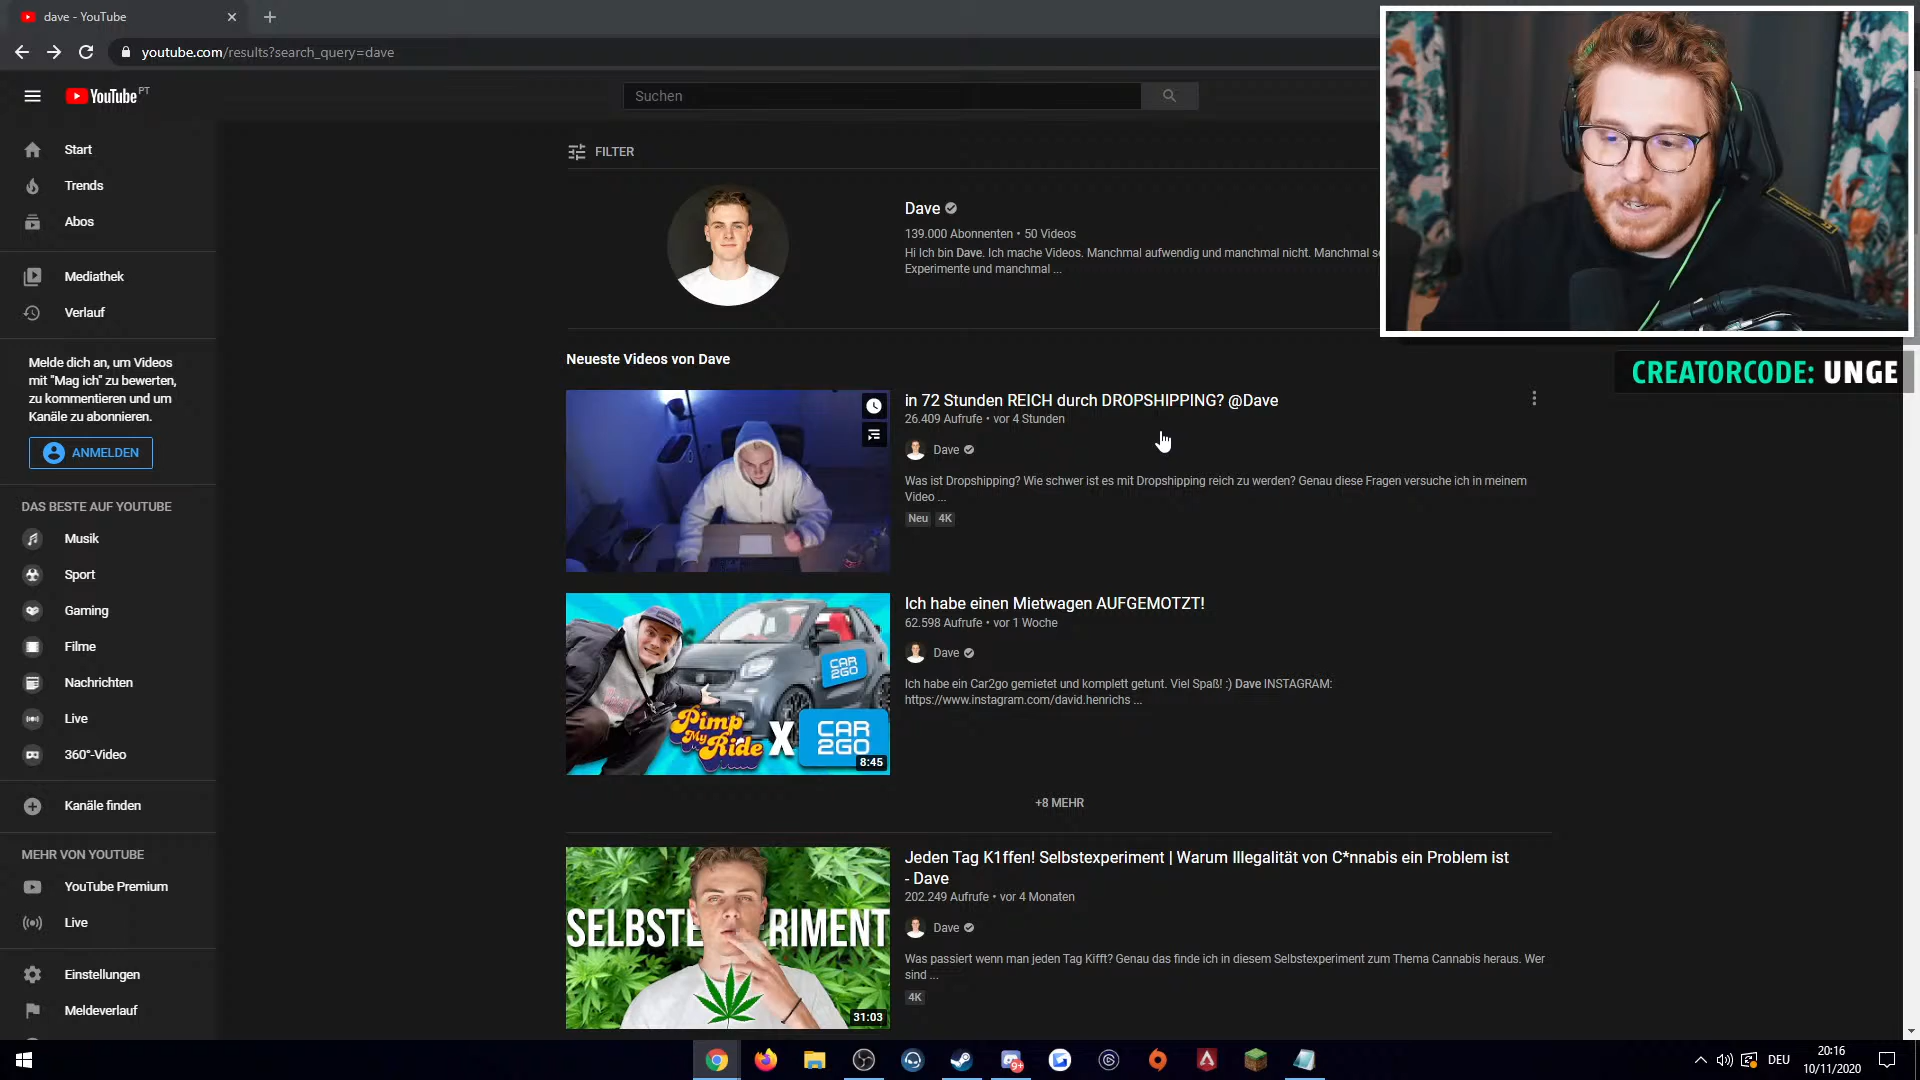 dave - YouTube
youtube.com/results?search_query=dave
YouTube PT
Suchen
Start
Trends
Abos
Mediathek
Verlauf
Melde dich an, um Videos
mit "Mag ich" zu bewerten,
zu kommentieren und um
Kanäle zu abonnieren.
ANMELDEN
DAS BESTE AUF YOUTUBE
Musik
Sport
Gaming
Filme
Nachrichten
Live
360°-Video
Kanäle finden
MEHR VON YOUTUBE
YouTube Premium
Live
Einstellungen
Meldeverlauf
FILTER
Dave
139.000 Abonnenten • 50 Videos
Hi Ich bin Dave. Ich mache Videos. Manchmal aufwendig und manchmal nicht. Manchmal
Experimente und manchmal ...
CREATORCODE: UNGE
Neueste Videos von Dave
in 72 Stunden REICH durch DROPSHIPPING? @Dave
26.409 Aufrufe • vor 4 Stunden
Dave
Was ist Dropshipping? Wie schwer ist es mit Dropshipping reich zu werden? Genau diese Fragen versuche ich in meinem
Video ...
Neu 4K
Pimp
My
Ride X CAR
2GO
CAR
2GO
8:45
Ich habe einen Mietwagen AUFGEMOTZT!
62.598 Aufrufe • vor 1 Woche
Dave
Ich habe ein Car2go gemietet und komplett getunt. Viel Spaß! :) Dave INSTAGRAM:
https://www.instagram.com/david.henrichs ...
+8 MEHR
31:03
Jeden Tag K1ffen! Selbstexperiment | Warum Illegalität von C*nnabis ein Problem ist
- Dave
202.249 Aufrufe • vor 4 Monaten
Dave
Was passiert wenn man jeden Tag Kifft? Genau das finde ich in diesem Selbstexperiment zum Thema Cannabis heraus. Wer
sind ...
4K
9+
DEU
20:16
10/11/2020